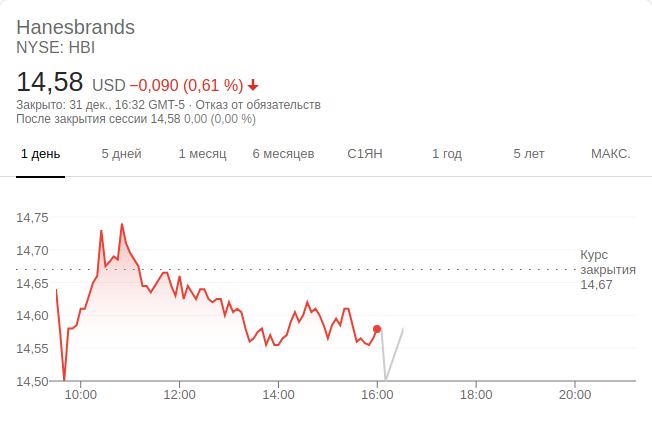 Hanesbrands
NYSE: HBI
14,58 USD −0,090 (0,61 %)
Закрыто: 31 дек., 16:32 GMT-5 · Отказ от обязательств
После закрытия сессии 14,58 0,00 (0,00 %)
1 день 5 дней 1 месяц 6 месяцев С1ЯН 1 год 5 лет МАКС.
14,75
14,70
14,65
14,60
14,55
14,50
Курс
закрытия
14,67
10:00 12:00 14:00 16:00 18:00 20:00